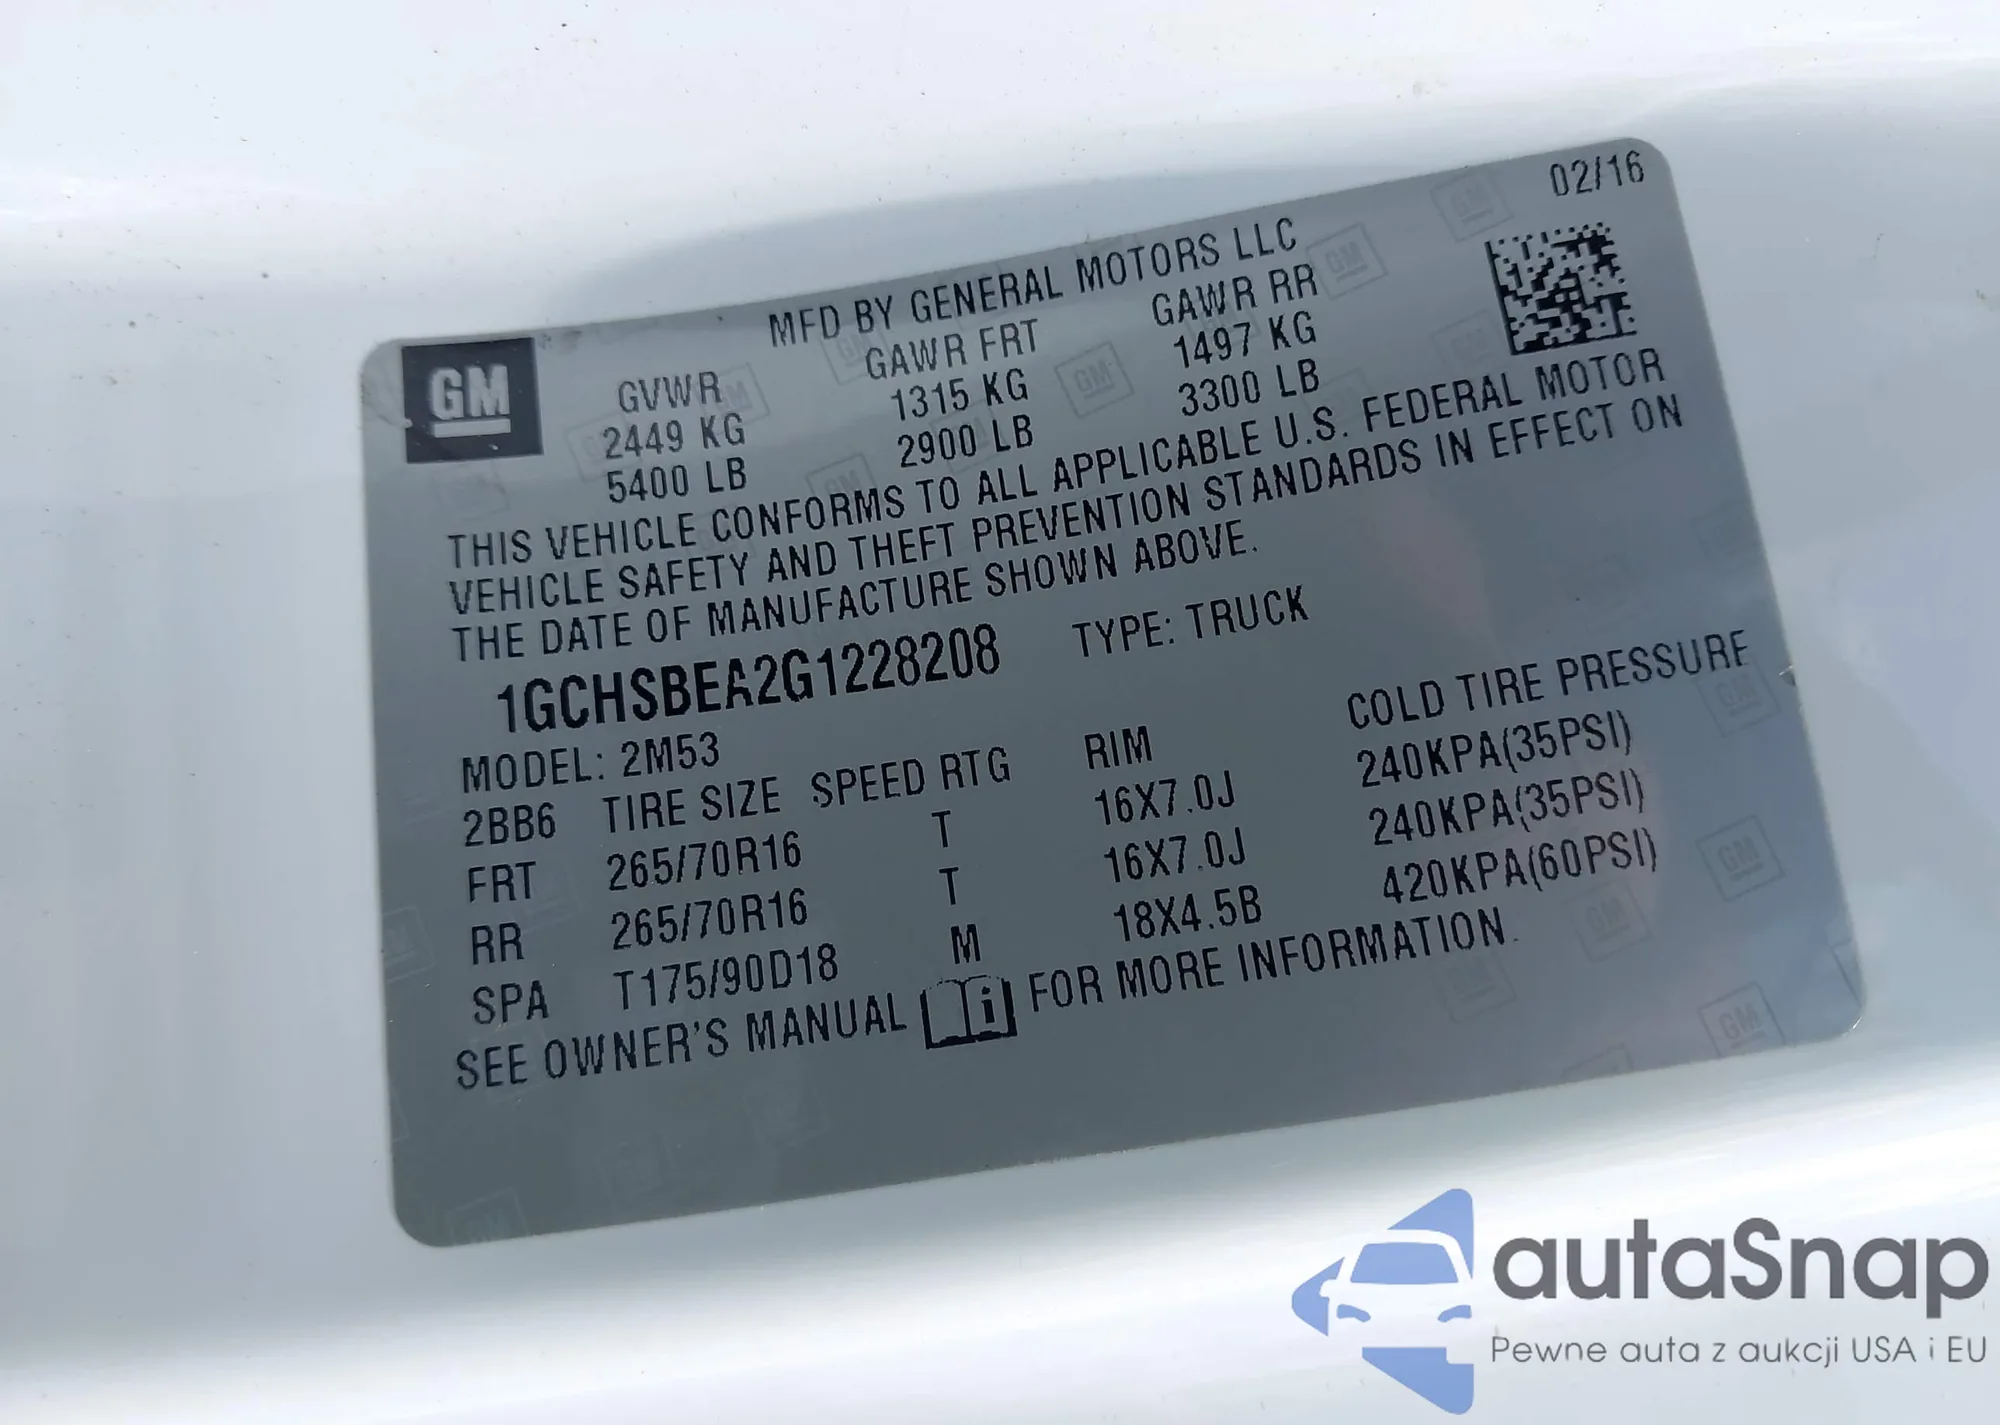 02/16
MFD BY GENERAL MOTORS LLC
GM GVWR GAWR FRT GAWR RR
2449 KG 1315 KG 1497 KG
5400 LB 2900 LB 3300 LB
THIS VEHICLE CONFORMS TO ALL APPLICABLE U.S. FEDERAL MOTOR
VEHICLE SAFETY AND THEFT PREVENTION STANDARDS IN EFFECT ON
THE DATE OF MANUFACTURE SHOWN ABOVE.
1GCHSBEA2G1228208 TYPE: TRUCK
MODEL: 2M53
2BB6 TIRE SIZE SPEED RTG RIM COLD TIRE PRESSURE
FRT 265/70R16 T 16X7.0J 240KPA(35PSI)
RR 265/70R16 T 16X7.0J 240KPA(35PSI)
SPA T175/90D18 M 18X4.5B 420KPA(60PSI)
SEE OWNER'S MANUAL i FOR MORE INFORMATION.
autaSnap
Pewne auta z aukcji USA i EU